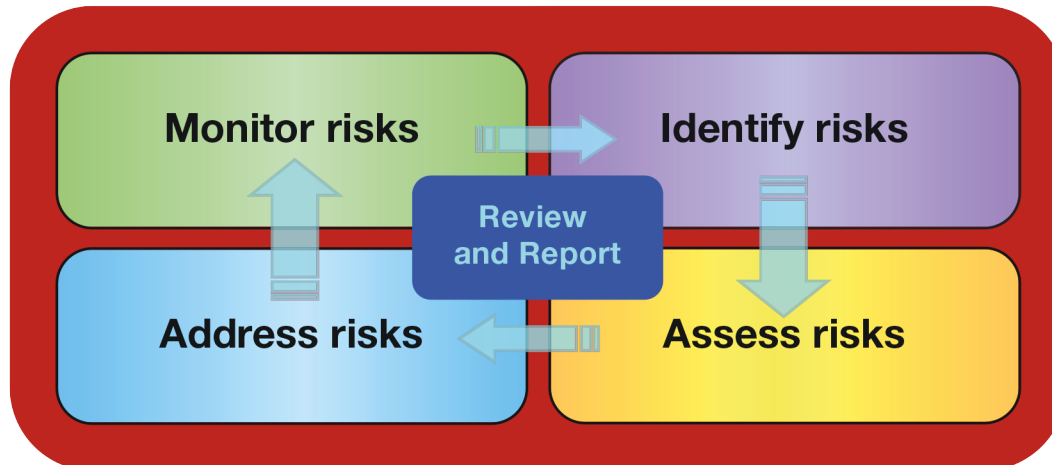 Monitor risks
Identify risks
Review
and Report
Address risks
Assess risks